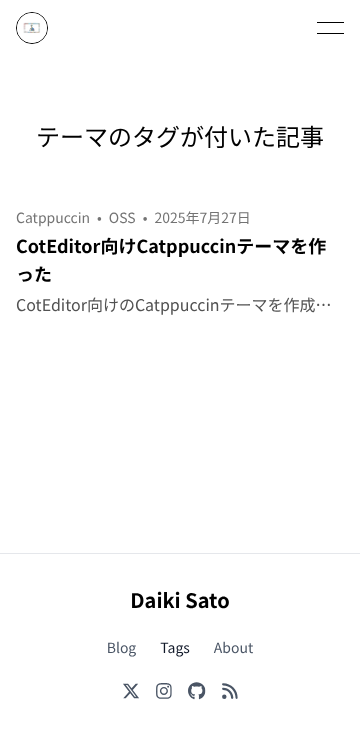 テーマのタグが付いた記事
Catppuccin • OSS • 2025年7月27日
CotEditor向けCatppuccinテーマを作
った
CotEditor向けのCatppuccinテーマを作成…
Daiki Sato
Blog Tags About